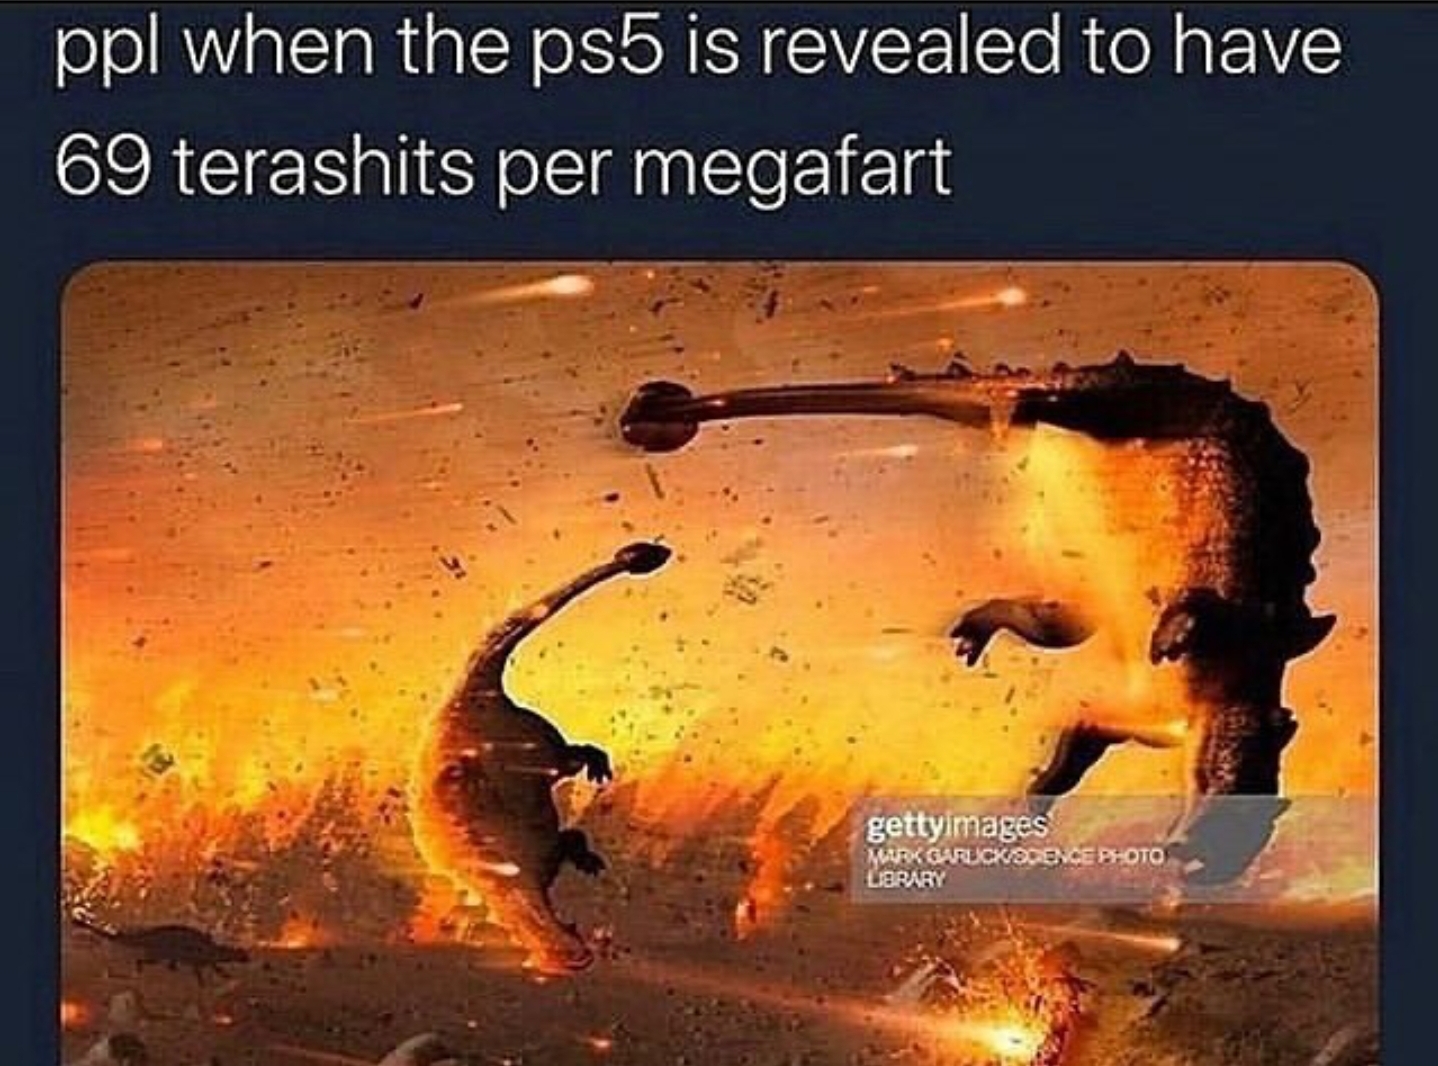 ppl when the ps5 is revealed to have
69 terashits per megafart
gettyimages®
MARK GARLICK/SCIENCE PHOTO
LIBRARY